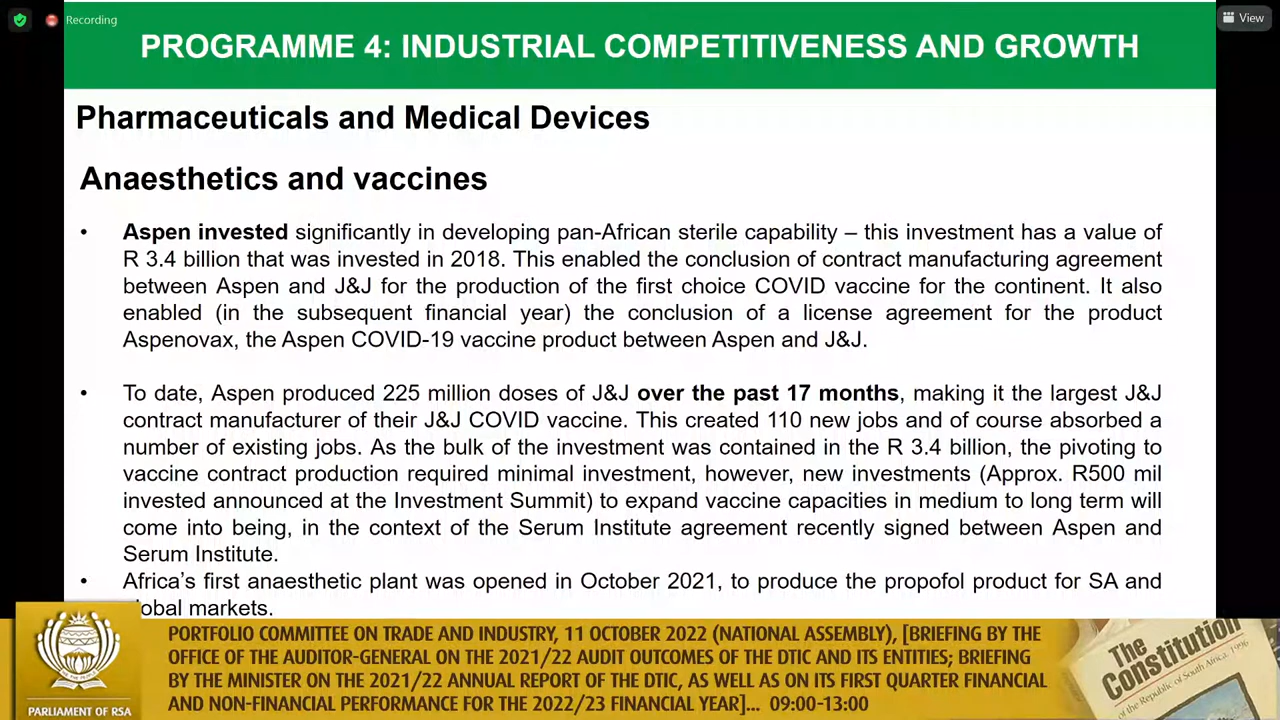 Recording
View
PROGRAMME 4: INDUSTRIAL COMPETITIVENESS AND GROWTH
Pharmaceuticals and Medical Devices
Anaesthetics and vaccines
• Aspen invested significantly in developing pan-African sterile capability – this investment has a value of
R 3.4 billion that was invested in 2018. This enabled the conclusion of contract manufacturing agreement
between Aspen and J&J for the production of the first choice COVID vaccine for the continent. It also
enabled (in the subsequent financial year) the conclusion of a license agreement for the product
Aspenovax, the Aspen COVID-19 vaccine product between Aspen and J&J.
• To date, Aspen produced 225 million doses of J&J over the past 17 months, making it the largest J&J
contract manufacturer of their J&J COVID vaccine. This created 110 new jobs and of course absorbed a
number of existing jobs. As the bulk of the investment was contained in the R 3.4 billion, the pivoting to
vaccine contract production required minimal investment, however, new investments (Approx. R500 mil
invested announced at the Investment Summit) to expand vaccine capacities in medium to long term will
come into being, in the context of the Serum Institute agreement recently signed between Aspen and
Serum Institute.
• Africa's first anaesthetic plant was opened in October 2021, to produce the propofol product for SA and
lobal markets.
PORTFOLIO COMMITTEE ON TRADE AND INDUSTRY, 11 OCTOBER 2022 (NATIONAL ASSEMBLY), [BRIEFING BY THE
OFFICE OF THE AUDITOR-GENERAL ON THE 2021/22 AUDIT OUTCOMES OF THE DTIC AND ITS ENTITIES; BRIEFING
BY THE MINISTER ON THE 2021/22 ANNUAL REPORT OF THE DTIC, AS WELL AS ON ITS FIRST QUARTER FINANCIAL
AND NON-FINANCIAL PERFORMANCE FOR THE 2022/23 FINANCIAL YEAR]... 09:00-13:00
PARLIAMENT OF RSA
The
Constitution
of the Republic of South Africa, 1996